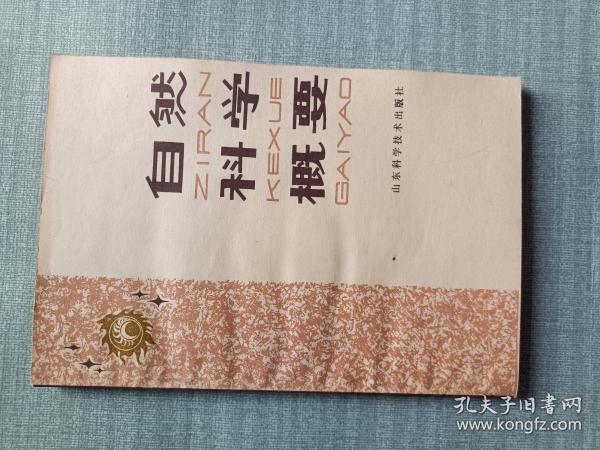 自然
ZIRAN
科学
KEXUE
概要
GAIYAO
山东科学技术出版社
孔夫子旧书网
www.kongfz.com